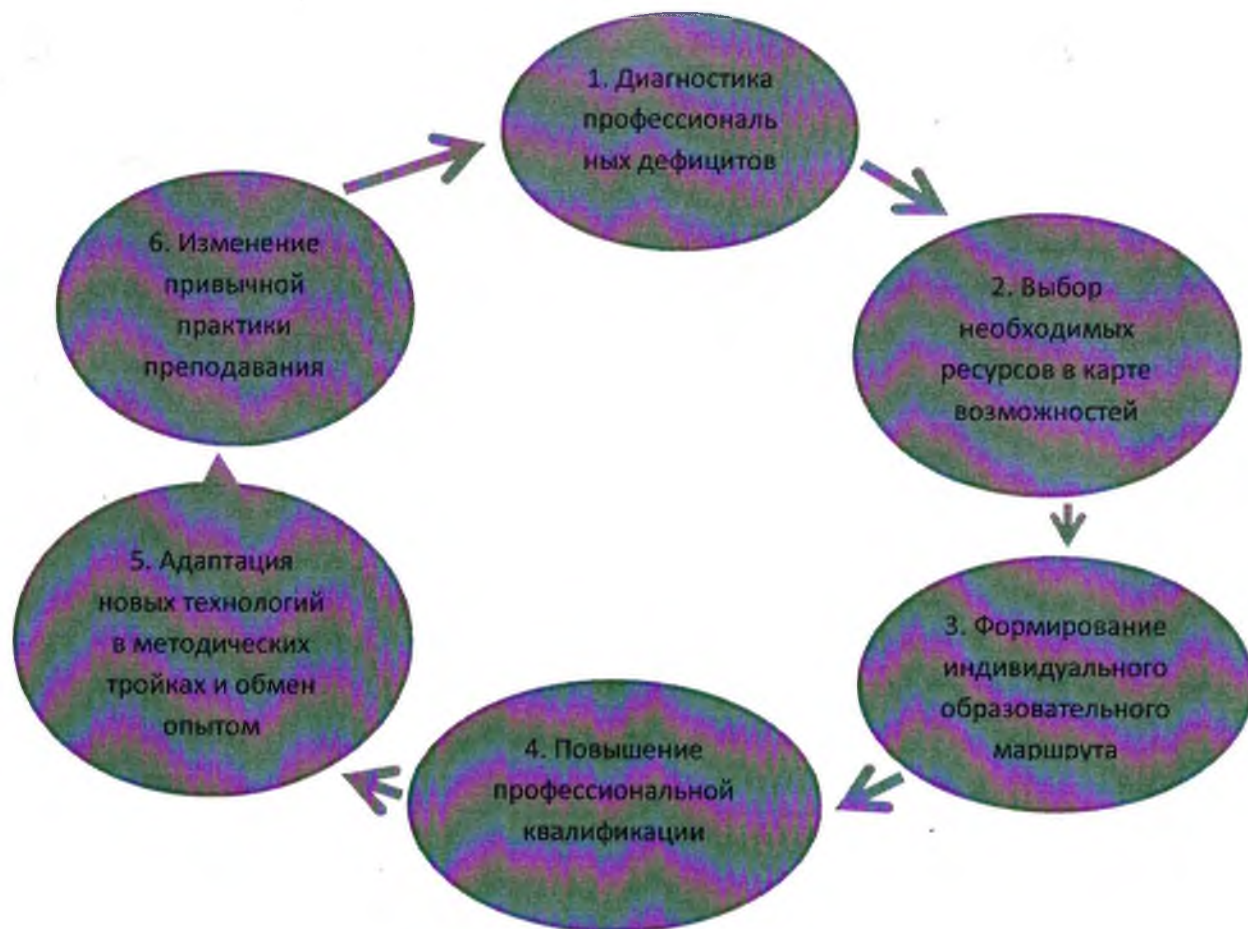 1. Диагностика
профессиональ
ных дефицитов
2. Выбор
необходимых
ресурсов в карте
возможностей
3. Формирование
индивидуального
образовательного
маршрута
4. Повышение
профессиональной
квалификации
5. Адаптация
новых технологий
в методических
тройках и обмен
опытом
6. Изменение
привычной
практики
преподавания